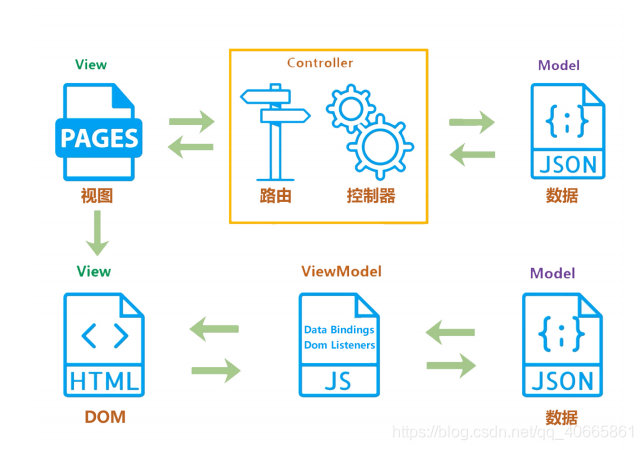 View
Controller
Model
PAGES
{;}
JSON
视图
路由
控制器
数据
View
ViewModel
Model
< >
HTML
Data Bindings
Dom Listeners
JS
{;}
JSON
DOM
数据
https://blog.csdn.net/qq_40665861